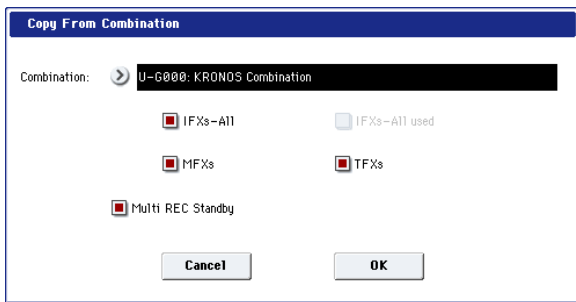 Copy From Combination
Combination: U-G000: KRONOS Combination
IFXs-All IFXs-All used
MFXs TFXs
Multi REC Standby
Cancel OK